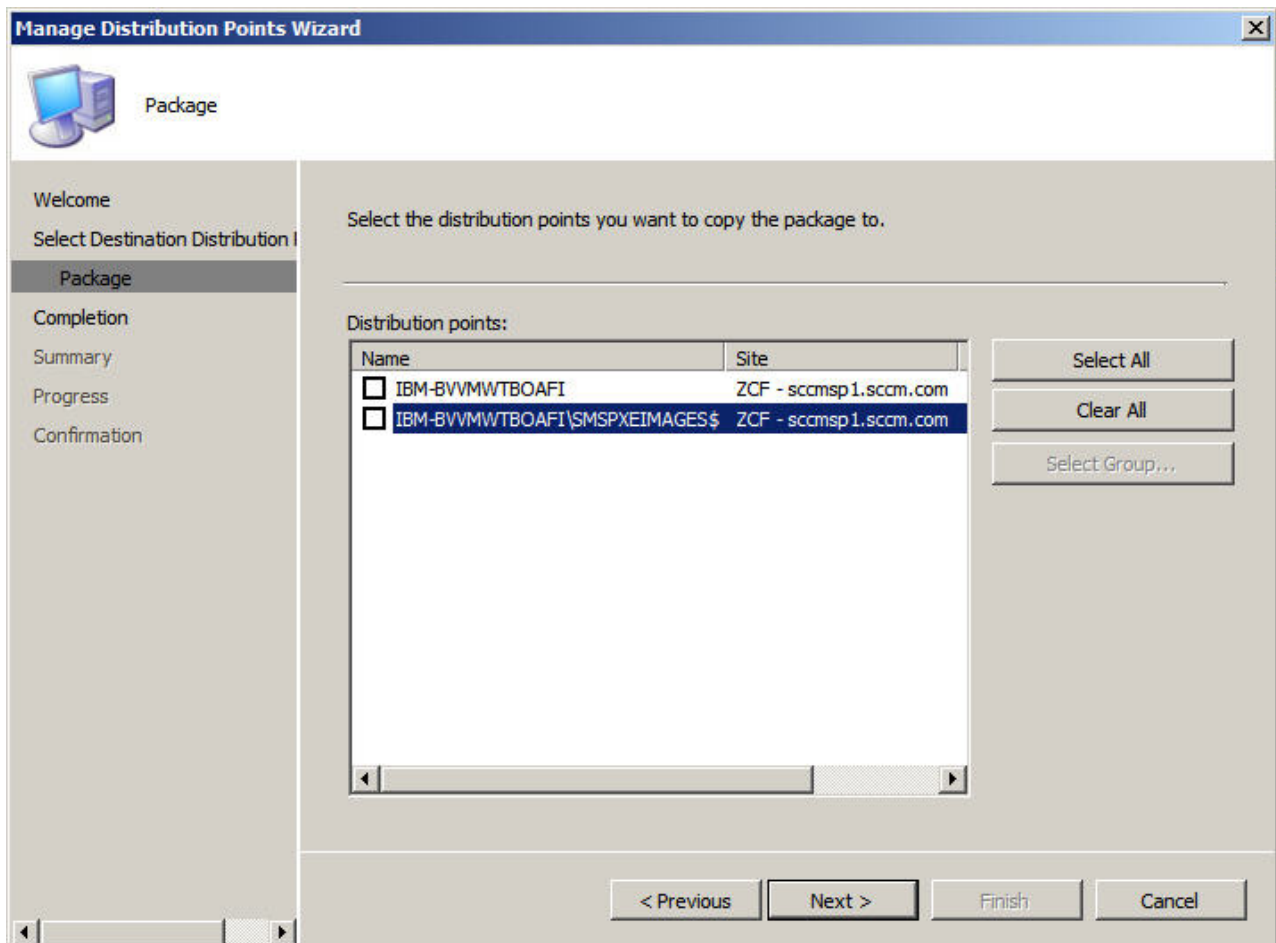 Manage Distribution Points Wizard
Package
Welcome
Select Destination Distribution
Package
Completion
Summary
Progress
Confirmation
Select the distribution points you want to copy the package to.
Distribution points:
Name Site
IBM-BVVMWTBOAFI ZCF - sccmsp1.sccm.com
IBM-BVVMWTBOAFI\SMSPXEIMAGES$ ZCF - sccmsp1.sccm.com
Select All
Clear All
Select Group...
< Previous Next > Finish Cancel